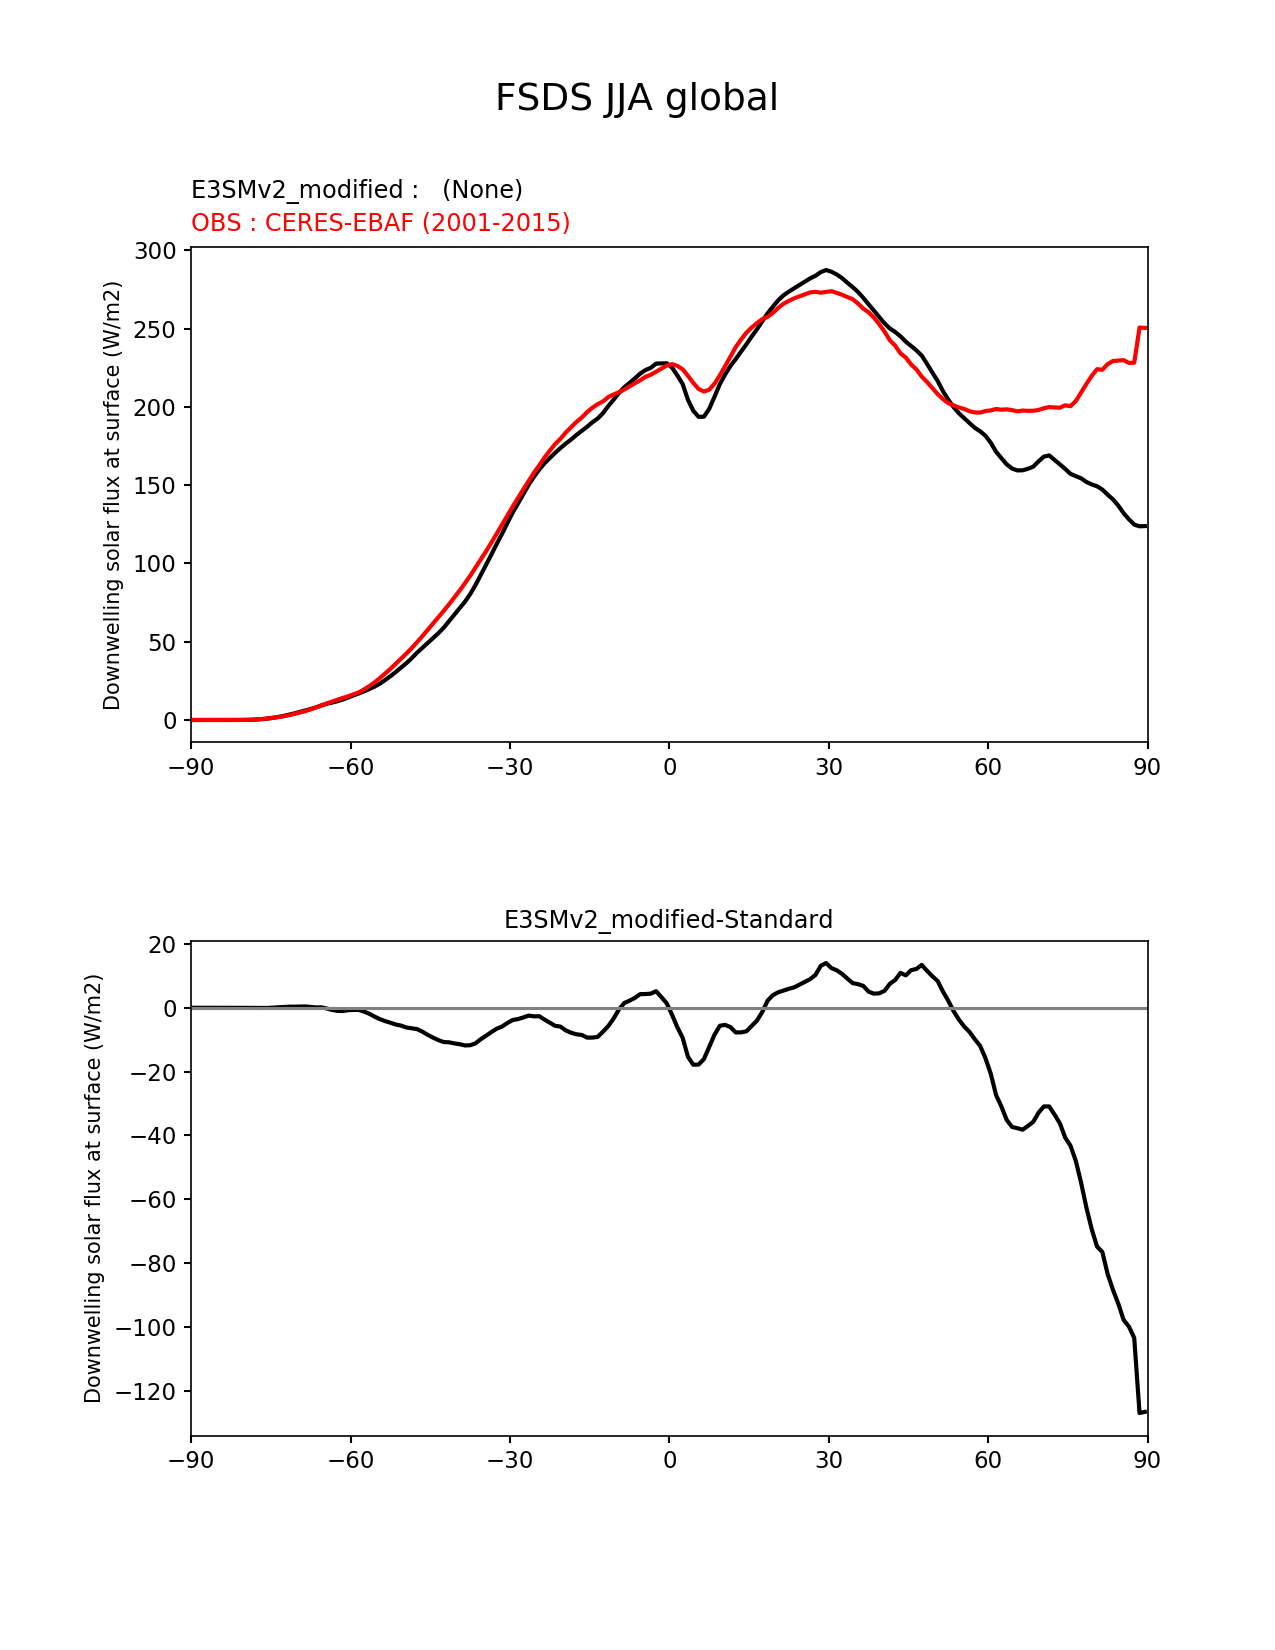 FSDS JJA global
E3SMv2_modified :   (None)
OBS : CERES-EBAF (2001-2015)
Downwelling solar flux at surface (W/m2)
300
250
200
150
100
50
0
−90 −60 −30 0 30 60 90
E3SMv2_modified-Standard
Downwelling solar flux at surface (W/m2)
20
0
−20
−40
−60
−80
−100
−120
−90 −60 −30 0 30 60 90